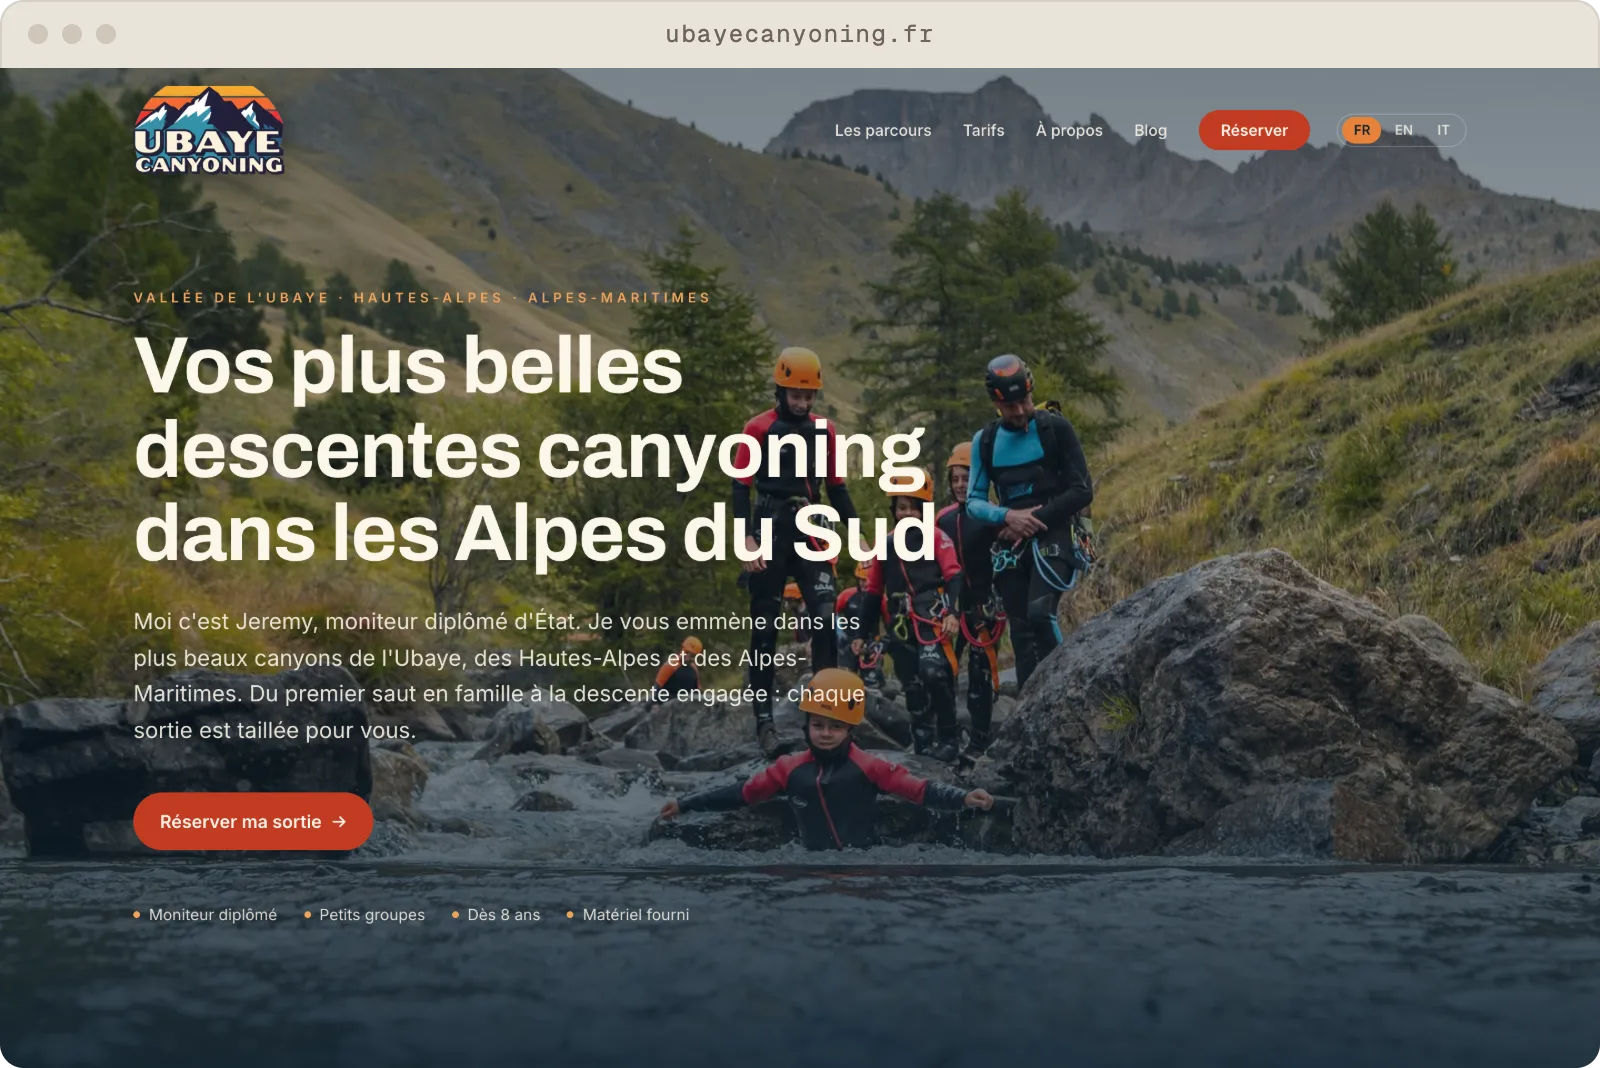 ubayecanyoning.fr
UBAYE
CANYONING
Les parcours Tarifs À propos Blog Réserver FR EN IT
VALLÉE DE L'UBAYE · HAUTES-ALPES · ALPES-MARITIMES
Vos plus belles
descentes canyoning
dans les Alpes du Sud
Moi c'est Jeremy, moniteur diplômé d'État. Je vous emmène dans les
plus beaux canyons de l'Ubaye, des Hautes-Alpes et des Alpes-
Maritimes. Du premier saut en famille à la descente engagée : chaque
sortie est taillée pour vous.
Réserver ma sortie →
• Moniteur diplômé • Petits groupes • Dès 8 ans • Matériel fourni